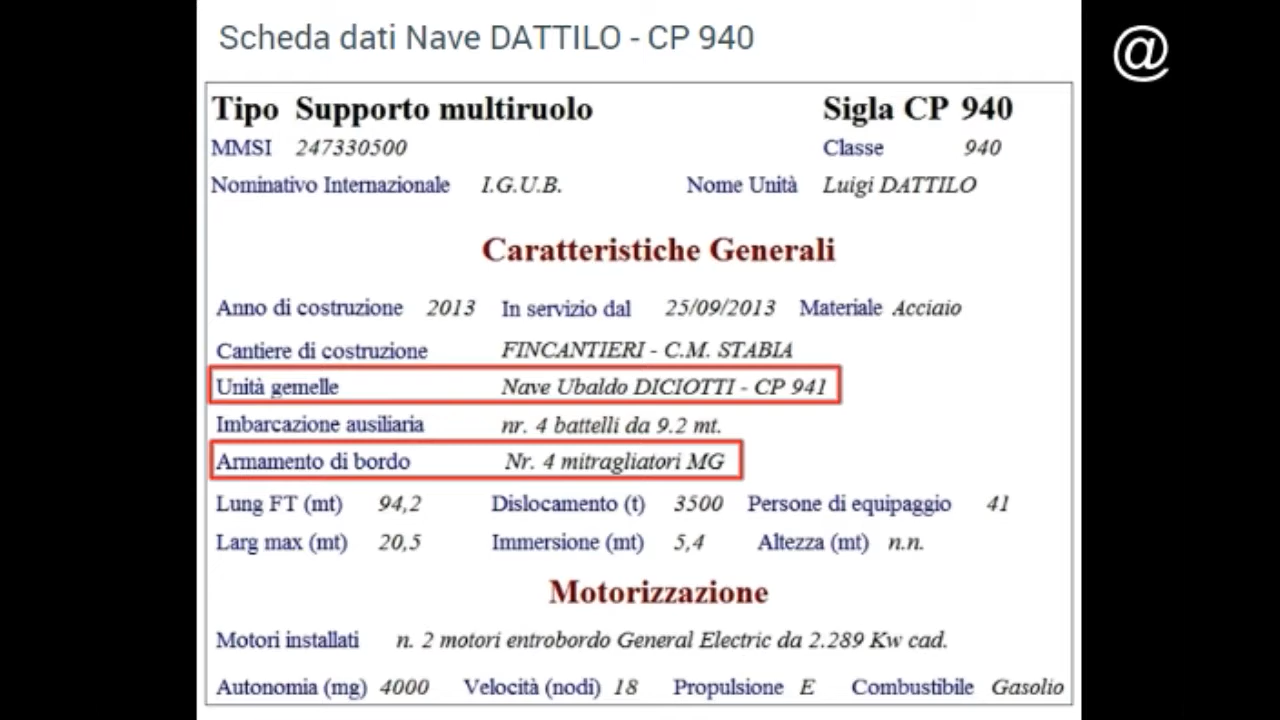 Scheda dati Nave DATTILO - CP 940
@
Tipo Supporto multiruolo Sigla CP 940
MMSI 247330500 Classe 940
Nominativo Internazionale I.G.U.B. Nome Unità Luigi DATTILO
Caratteristiche Generali
Anno di costruzione 2013 In servizio dal 25/09/2013 Materiale Acciaio
Cantiere di costruzione FINCANTIERI - C.M. STABIA
Unità gemelle Nave Ubaldo DICIOTTI - CP 941
Imbarcazione ausiliaria nr. 4 battelli da 9.2 mt.
Armamento di bordo Nr. 4 mitragliatori MG
Lung FT (mt) 94,2 Dislocamento (t) 3500 Persone di equipaggio 41
Larg max (mt) 20,5 Immersione (mt) 5,4 Altezza (mt) n.n.
Motorizzazione
Motori installati n. 2 motori entrobordo General Electric da 2.289 Kw cad.
Autonomia (mg) 4000 Velocità (nodi) 18 Propulsione E Combustibile Gasolio